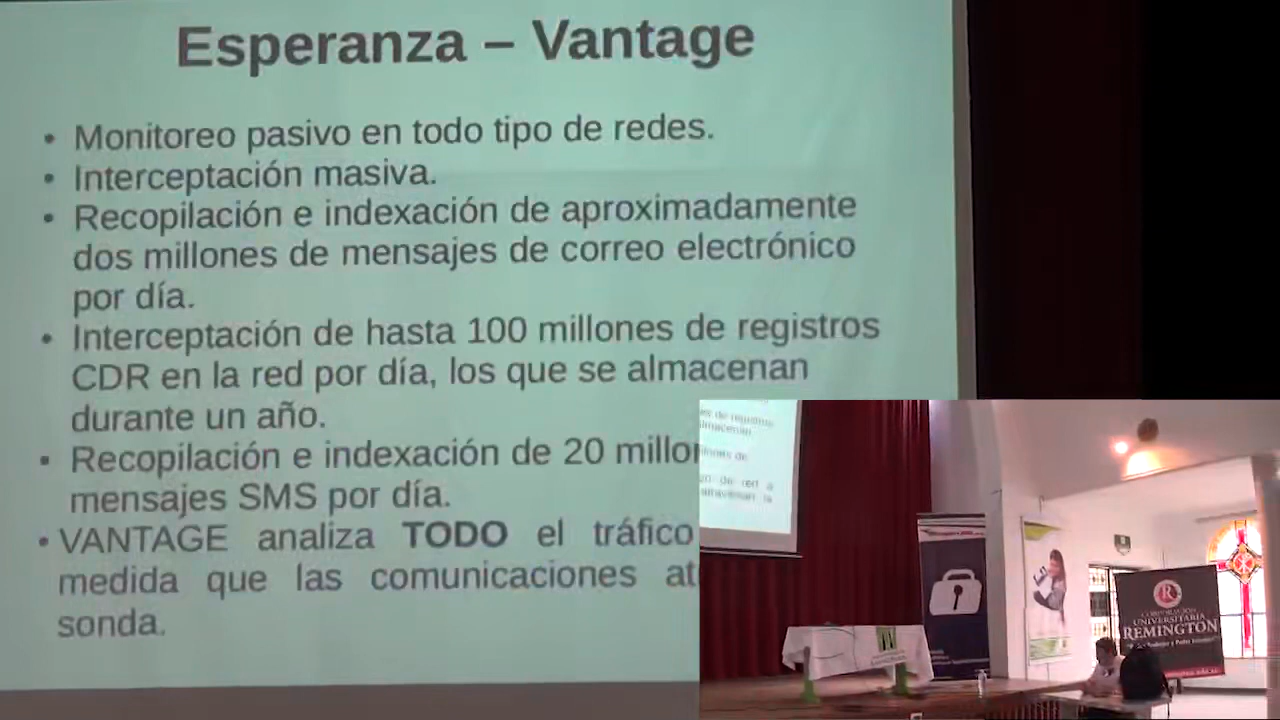 Esperanza – Vantage
• Monitoreo pasivo en todo tipo de redes.
• Interceptación masiva.
• Recopilación e indexación de aproximadamente
dos millones de mensajes de correo electrónico
por día.
• Interceptación de hasta 100 millones de registros
CDR en la red por día, los que se almacenan
durante un año.
• Recopilación e indexación de 20 millon
mensajes SMS por día.
• VANTAGE analiza TODO el tráfico
medida que las comunicaciones at
sonda.
R
CORPORACIÓN
UNIVERSITARIA
REMINGTON